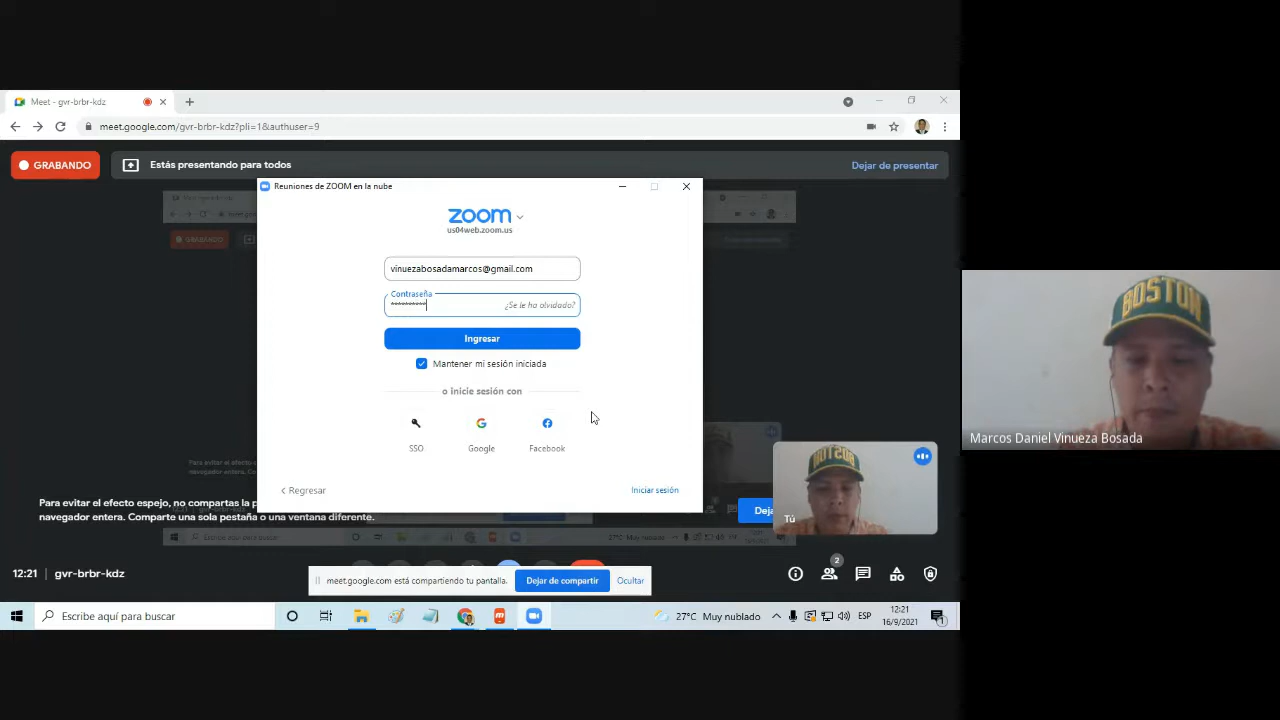 Meet - gvr-brbr-kdz
meet.google.com/gvr-brbr-kdz?pli=1&authuser=9
GRABANDO
Estás presentando para todos
Dejar de presentar
Reuniones de ZOOM en la nube
zoom
us04web.zoom.us
vinuezabosadamarcos@gmail.com
Contraseña
¿Se le ha olvidado?
Ingresar
Mantener mi sesión iniciada
o inicie sesión con
SSO
Google
Facebook
Regresar
Iniciar sesión
BOSTON
Marcos Daniel Vinueza Bosada
Tú
Para evitar el efecto espejo, no compartas la
navegador entera. Comparte una sola pestaña o una ventana diferente.
12:21 | gvr-brbr-kdz
2
meet.google.com está compartiendo tu pantalla.
Dejar de compartir
Ocultar
Escribe aquí para buscar
27°C Muy nublado
ESP
12:21
16/9/2021
1